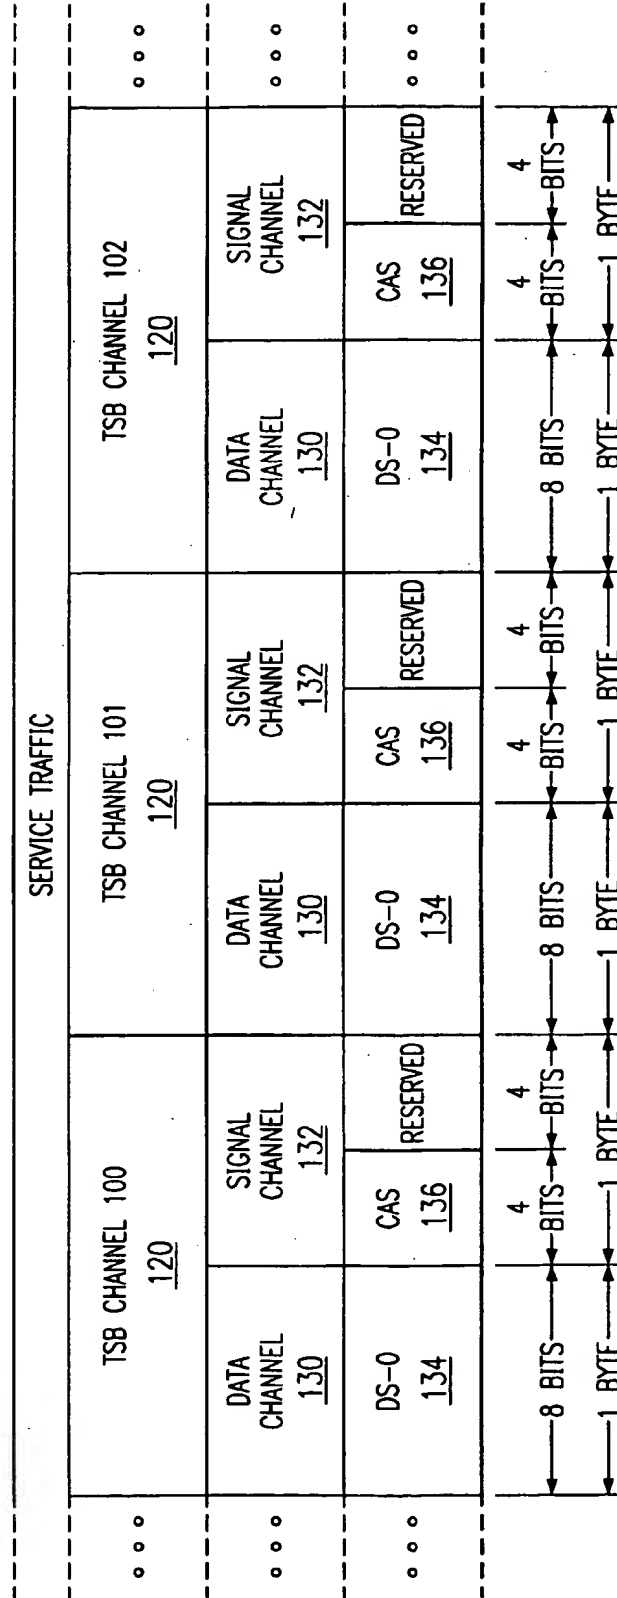 SERVICE TRAFFIC
TSB CHANNEL 100
120
TSB CHANNEL 101
120
TSB CHANNEL 102
120
DATA
CHANNEL
130
SIGNAL
CHANNEL
132
DATA
CHANNEL
130
SIGNAL
CHANNEL
132
DATA
CHANNEL
130
SIGNAL
CHANNEL
132
DS-0
134
CAS
136
RESERVED
DS-0
134
CAS
136
RESERVED
DS-0
134
CAS
136
RESERVED
8 BITS
4
BITS
4
BITS
8 BITS
4
BITS
4
BITS
8 BITS
4
BITS
4
BITS
1 BYTE
1 BYTE
1 BYTE
1 BYTE
1 BYTE
1 BYTE